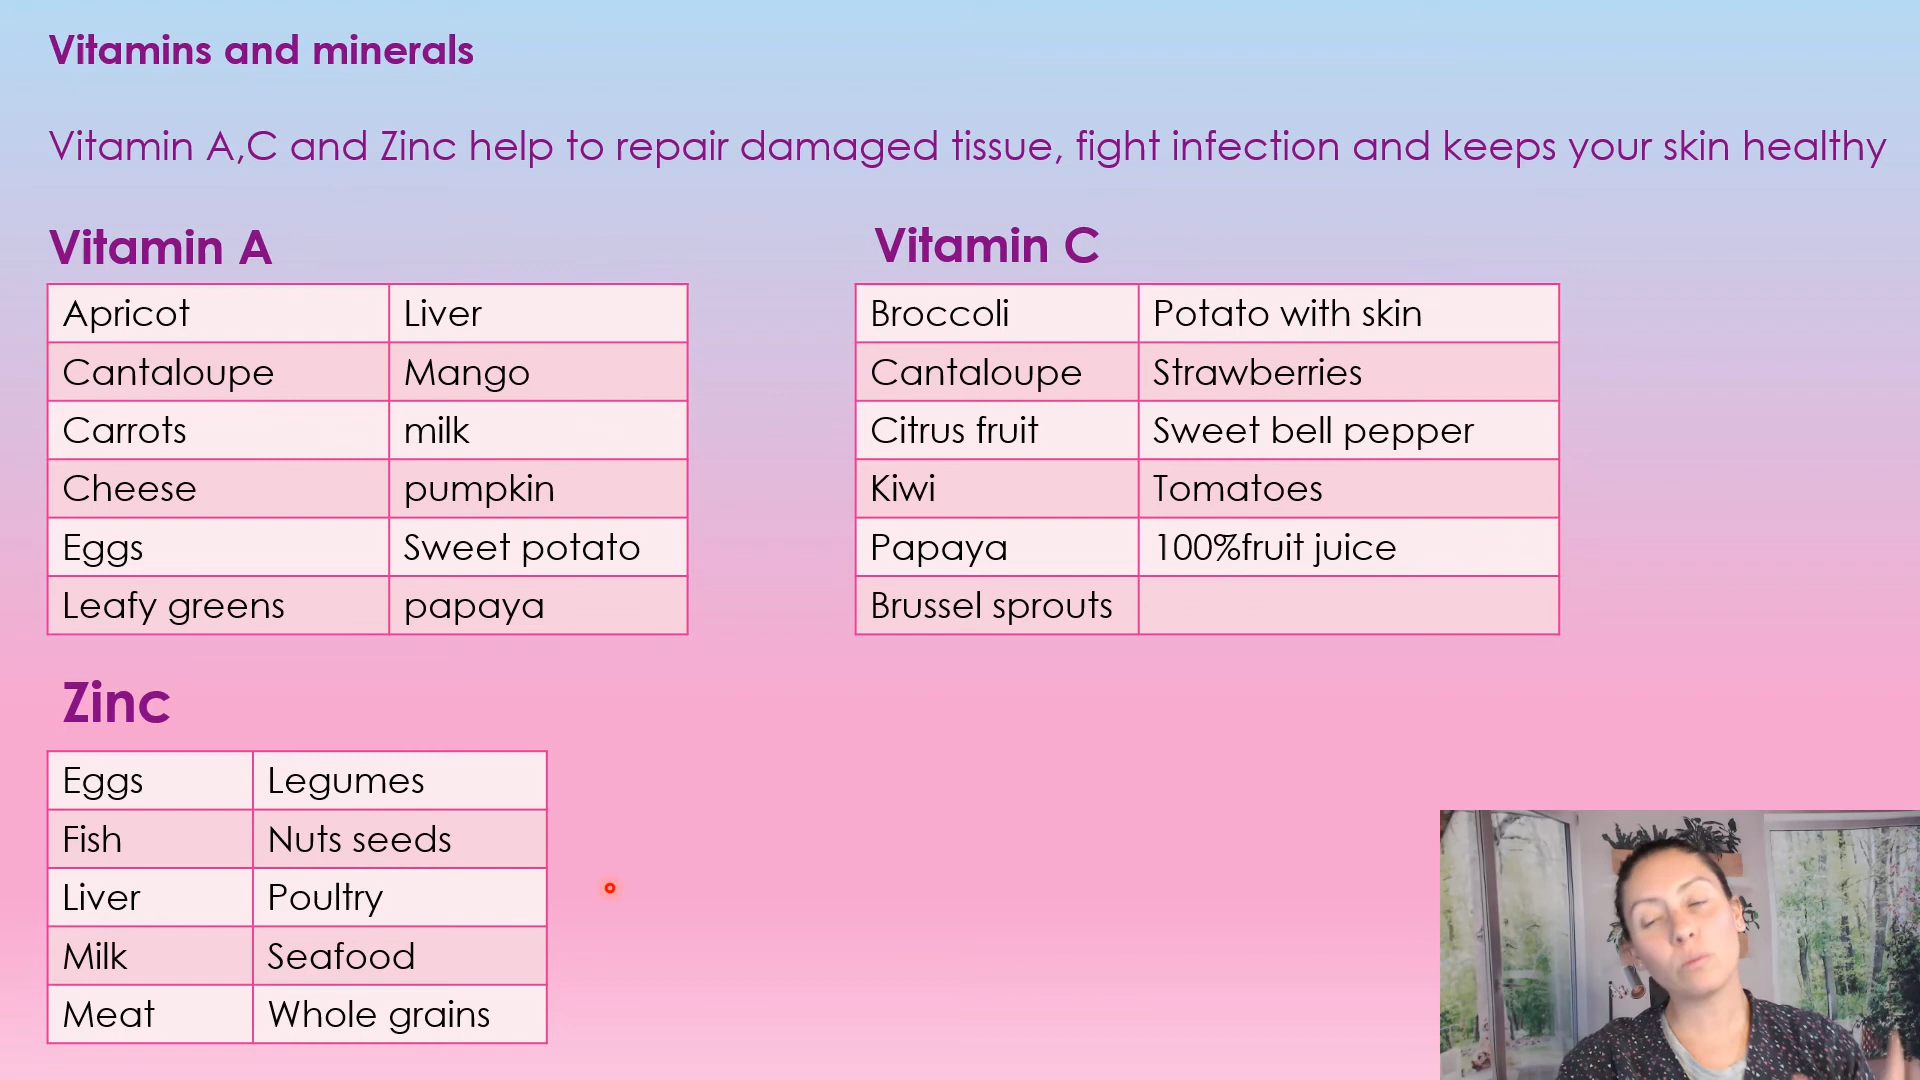 Vitamins and minerals
Vitamin A,C and Zinc help to repair damaged tissue, fight infection and keeps your skin healthy
Vitamin A
Apricot Liver
Cantaloupe Mango
Carrots milk
Cheese pumpkin
Eggs Sweet potato
Leafy greens papaya
Vitamin C
Broccoli Potato with skin
Cantaloupe Strawberries
Citrus fruit Sweet bell pepper
Kiwi Tomatoes
Papaya 100%fruit juice
Brussel sprouts
Zinc
Eggs Legumes
Fish Nuts seeds
Liver Poultry
Milk Seafood
Meat Whole grains